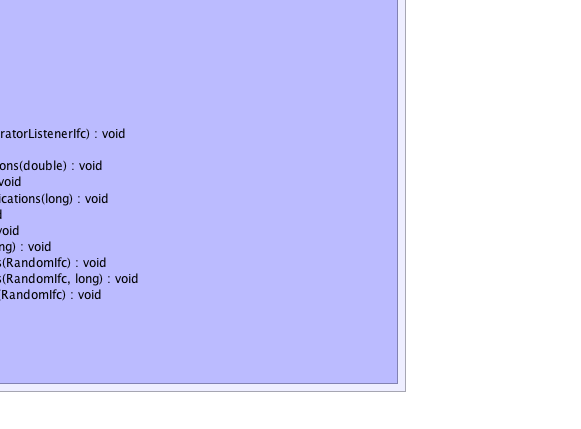 ratorListenerIfc) : void
ons(double) : void
void
ications(long) : void
d
void
ng) : void
s(RandomIfc) : void
s(RandomIfc, long) : void
(RandomIfc) : void